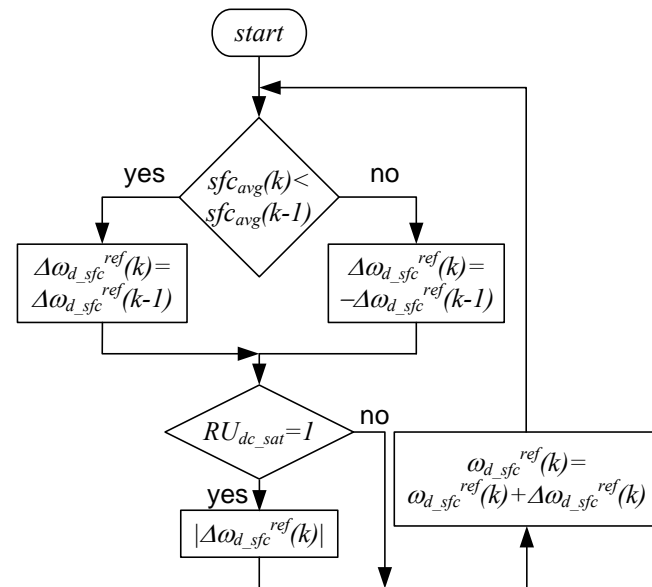 start
yes
sfc_avg(k)<
sfc_avg(k-1)
no
Δω_d_sfc^ref(k)=
Δω_d_sfc^ref(k-1)
Δω_d_sfc^ref(k)=
−Δω_d_sfc^ref(k-1)
RU_dc_sat=1
no
yes
|Δω_d_sfc^ref(k)|
ω_d_sfc^ref(k)=
ω_d_sfc^ref(k)+Δω_d_sfc^ref(k)